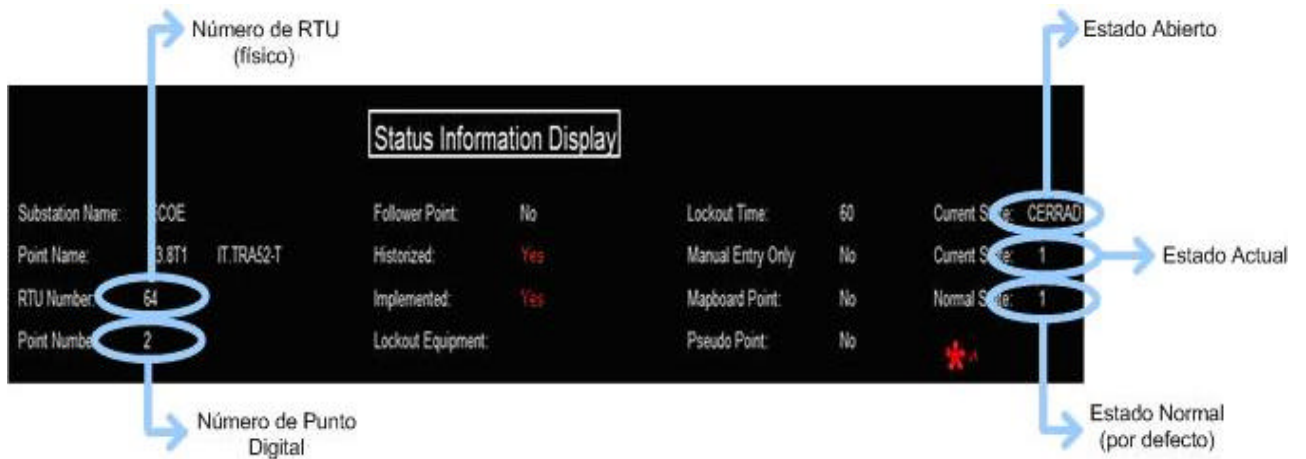 Número de RTU
(físico)
Estado Abierto
Status Information Display
Substation Name: COE Follower Point: No Lockout Time: 60 Current S e: CERRAD
Point Name: 3.8T1 IT.TRA52-T Historized: Yes Manual Entry Only No Current S e: 1
Estado Actual
RTU Number: 64 Implemented: Yes Mapboard Point: No Normal S e: 1
Point Numbe 2 Lockout Equipment: Pseudo Point: No
*^
Número de Punto
Digital
Estado Normal
(por defecto)